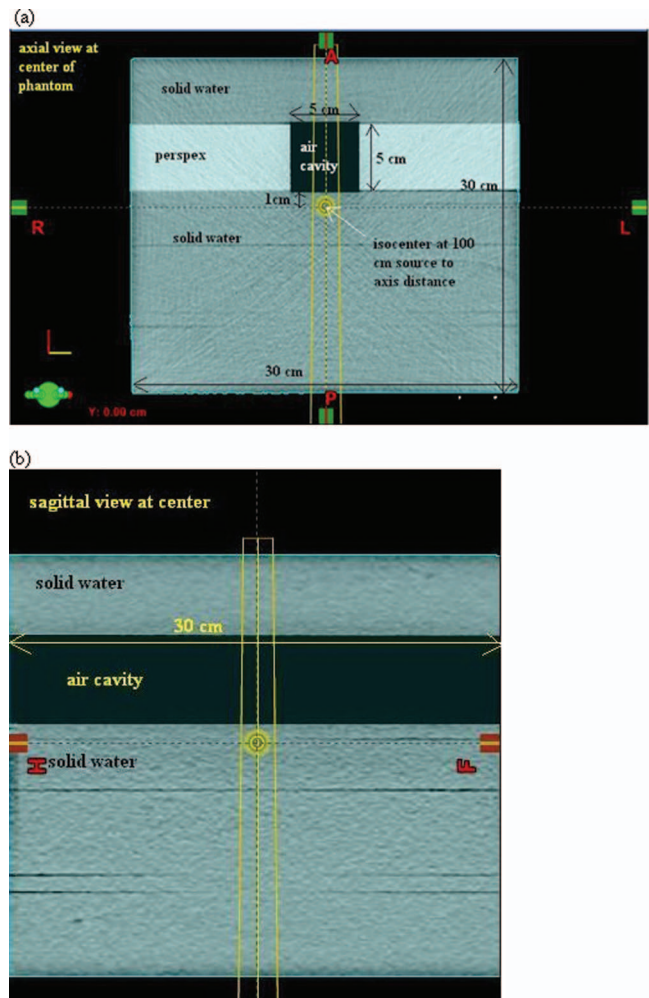 (a)
axial view at
center of
phantom
A
solid water
5 cm
perspex
air
cavity
5 cm
30 cm
1cm
R
L
solid water
isocenter at 100
cm source to
axis distance
30 cm
P
Y: 0.00 cm
(b)
sagittal view at center
solid water
30 cm
air cavity
H
solid water
F